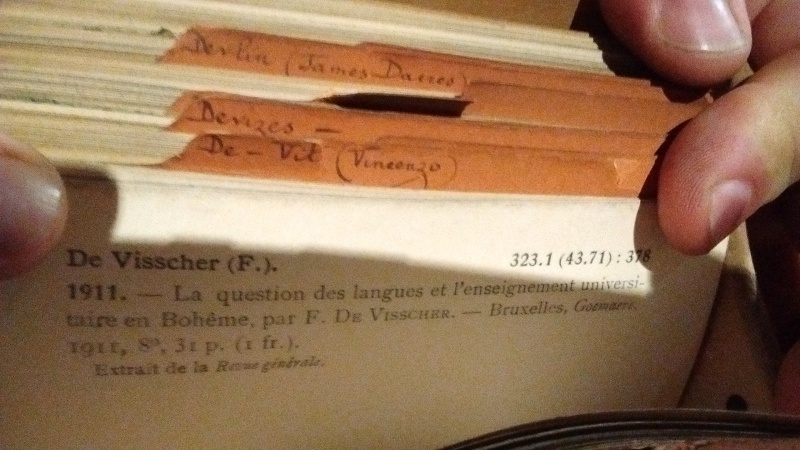 Devlin (James Dacres)
Devizes —
De - Vit (Vincenzo)
De Visscher (F.). 323.1 (43.71) : 378
1911. — La question des langues et l'enseignement universi-
taire en Bohême, par F. De Visscher. — Bruxelles, Goemaere,
1911, 8°, 31 p. (1 fr.).
Extrait de la Revue générale.